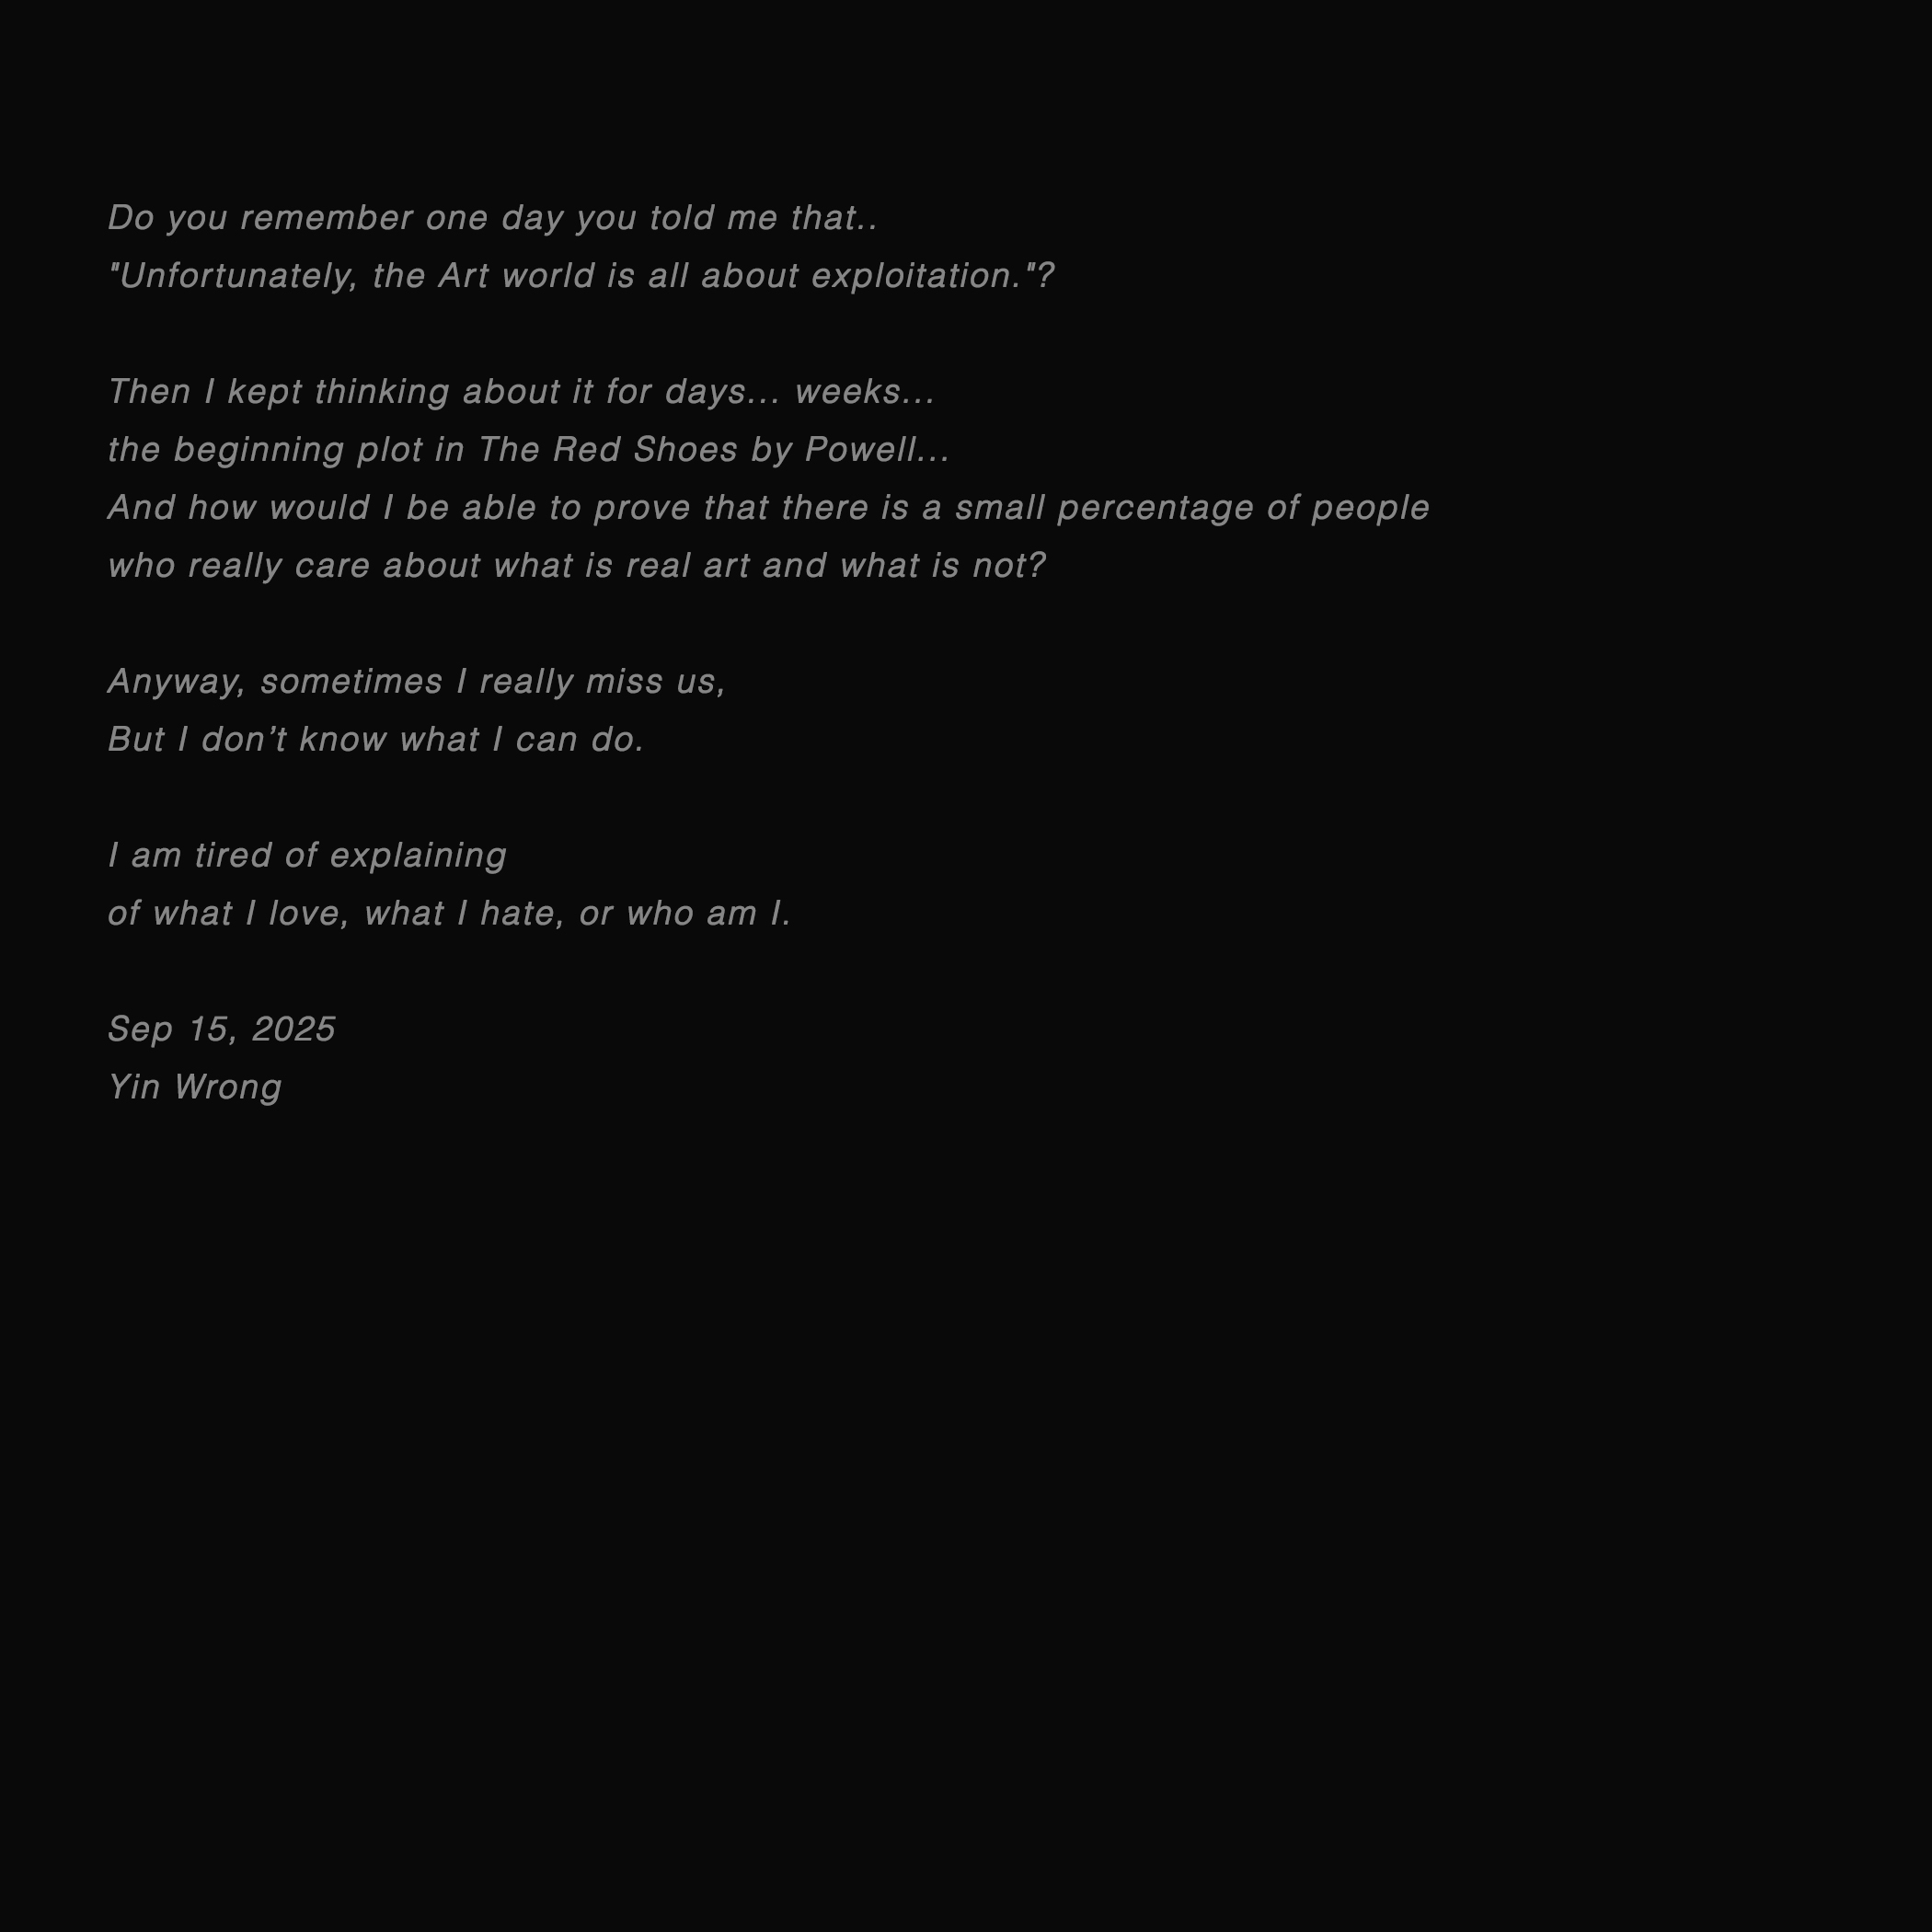 Do you remember one day you told me that..
"Unfortunately, the Art world is all about exploitation."?
Then I kept thinking about it for days... weeks...
the beginning plot in The Red Shoes by Powell...
And how would I be able to prove that there is a small percentage of people
who really care about what is real art and what is not?
Anyway, sometimes I really miss us,
But I don’t know what I can do.
I am tired of explaining
of what I love, what I hate, or who am I.
Sep 15, 2025
Yin Wrong